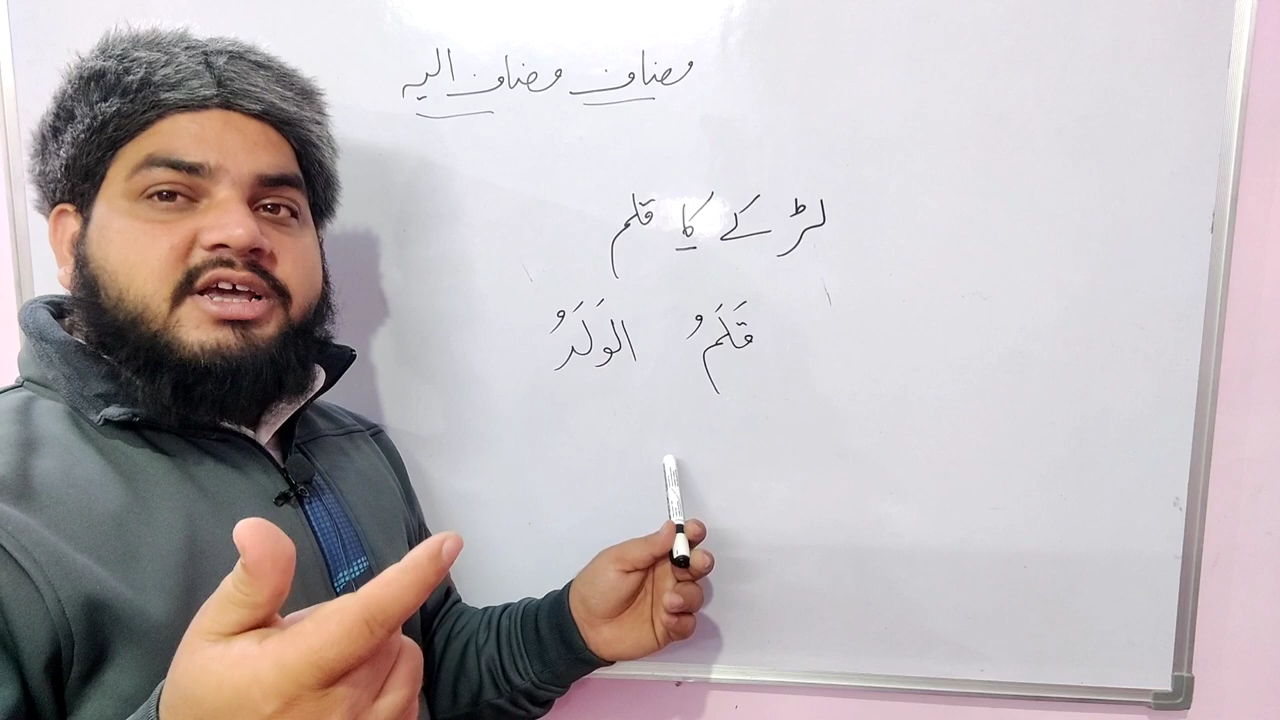 مضاف مضاف الیہ
لڑکے کا قلم
قَلَمُ الوَلَدُ